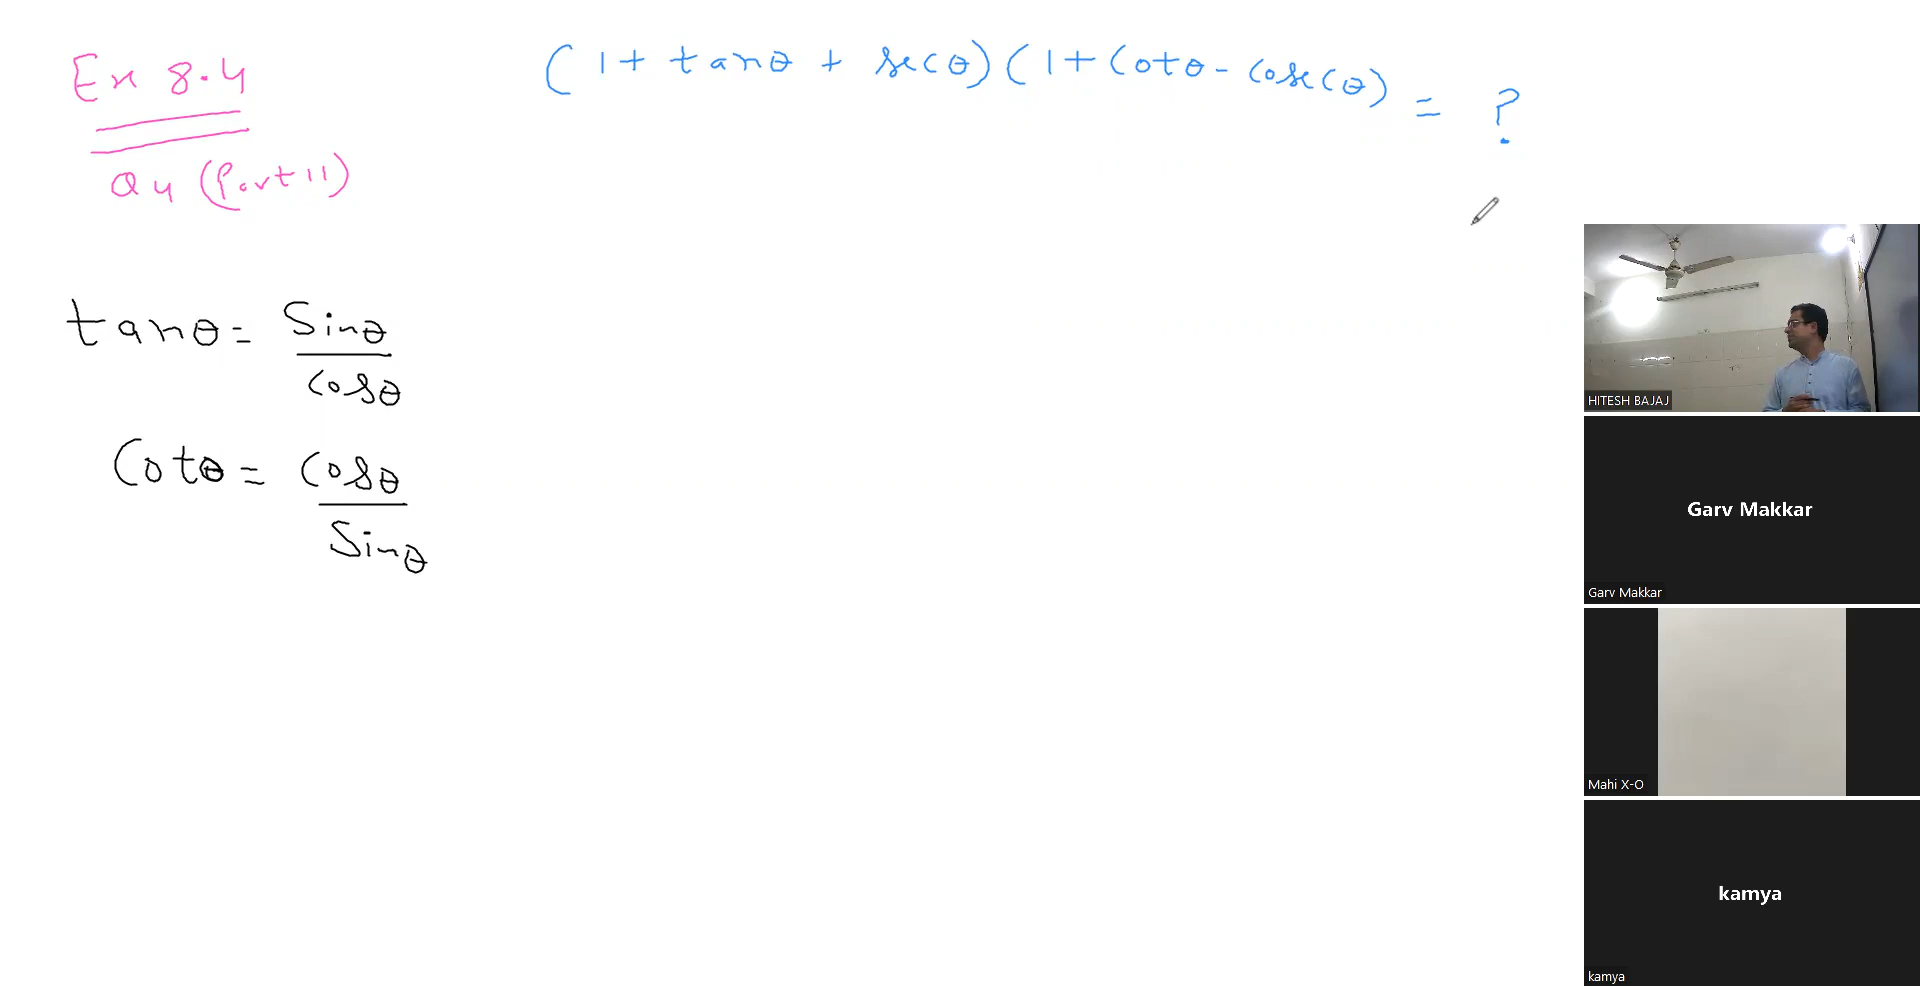 Ex 8.4
Q4 (Part 11)
(1 + tanθ + secθ) (1 + Cotθ - cosecθ) = ?
tanθ = Sinθ
cosθ
Cotθ = Cosθ
Sinθ
HITESH BAJAJ
Garv Makkar
Garv Makkar
Mahi X-O
kamya
kamya